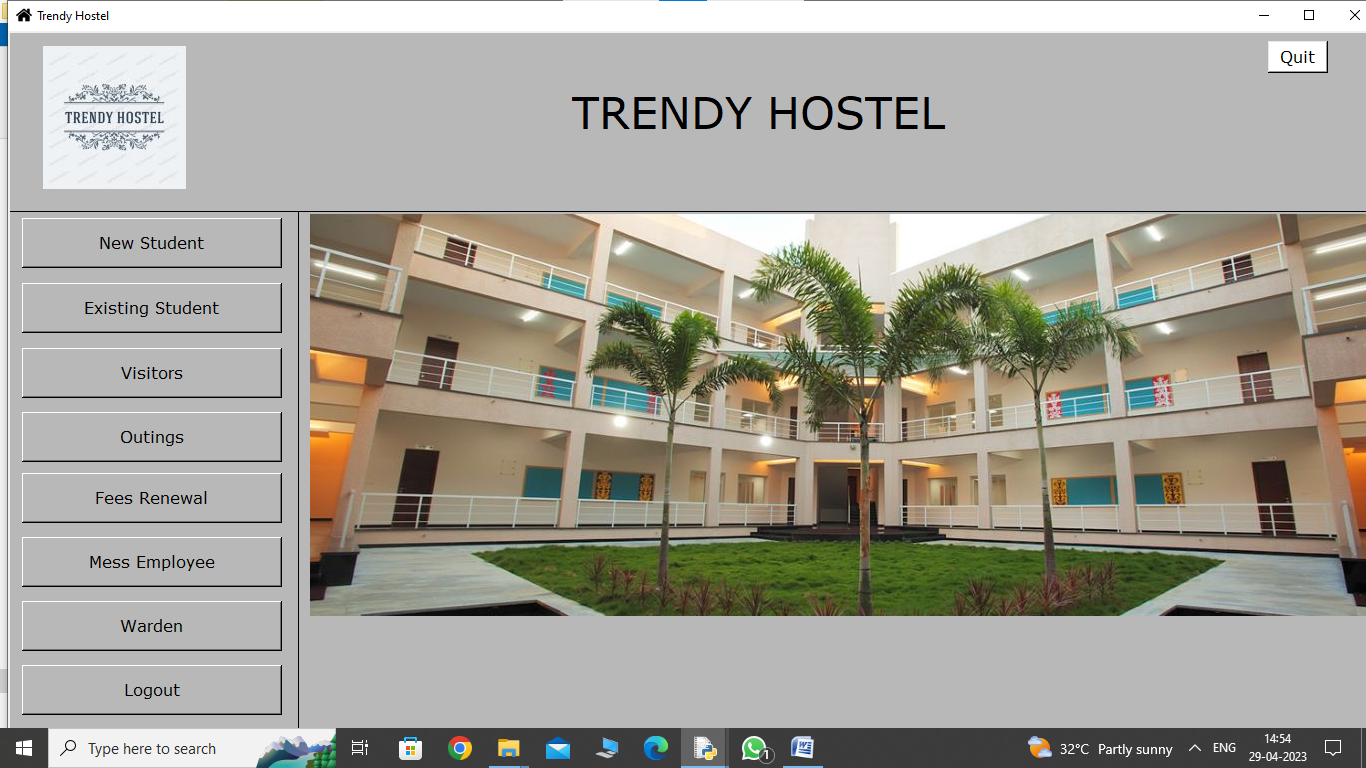 Trendy Hostel
Quit
TRENDY HOSTEL
TRENDY HOSTEL
New Student
Existing Student
Visitors
Outings
Fees Renewal
Mess Employee
Warden
Logout
Type here to search
1
32°C Partly sunny
ENG
14:54
29-04-2023